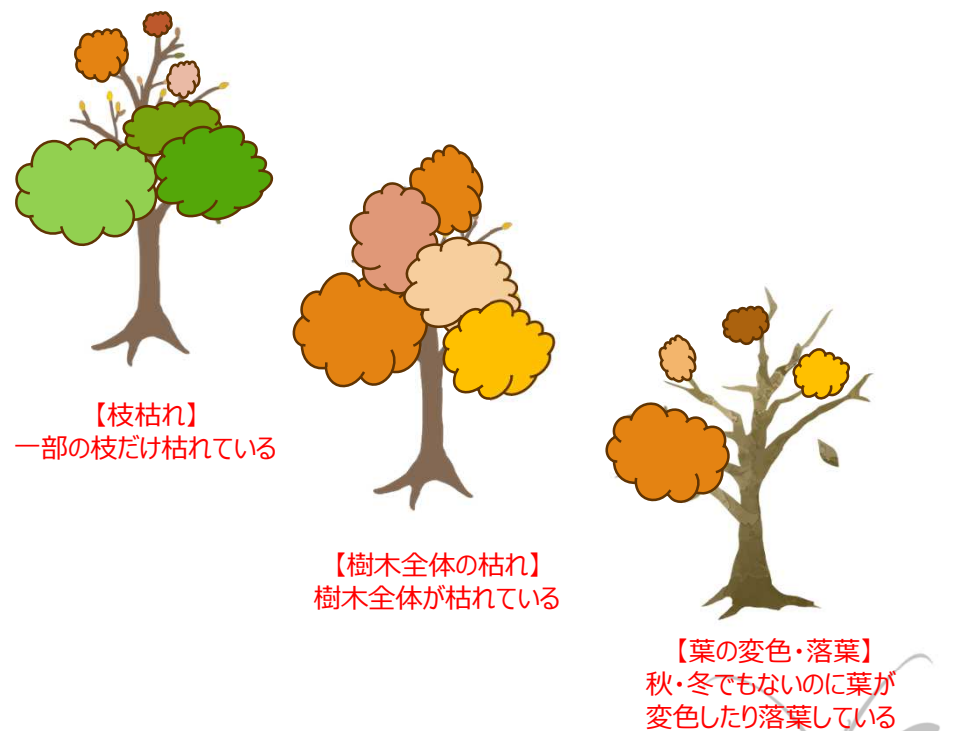 【枝枯れ】
一部の枝だけ枯れている
【樹木全体の枯れ】
樹木全体が枯れている
【葉の変色・落葉】
秋・冬でもないのに葉が
変色したり落葉している